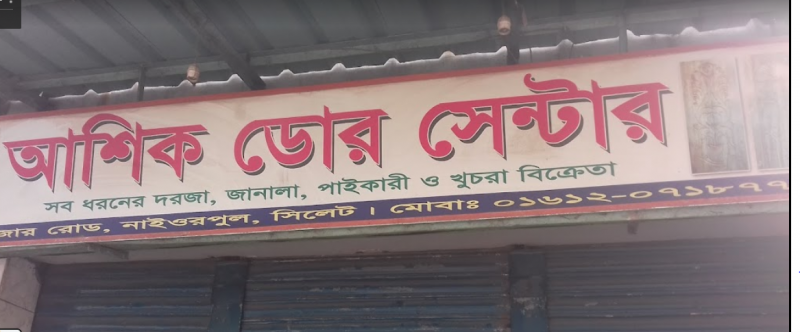 আশিক ডোর সেন্টার
সব ধরনের দরজা, জানালা, পাইকারী ও খুচরা বিক্রেতা
রোড, নাইওরপুল, সিলেট । মোবাঃ ০১৬১২-০৭১৮৭৭